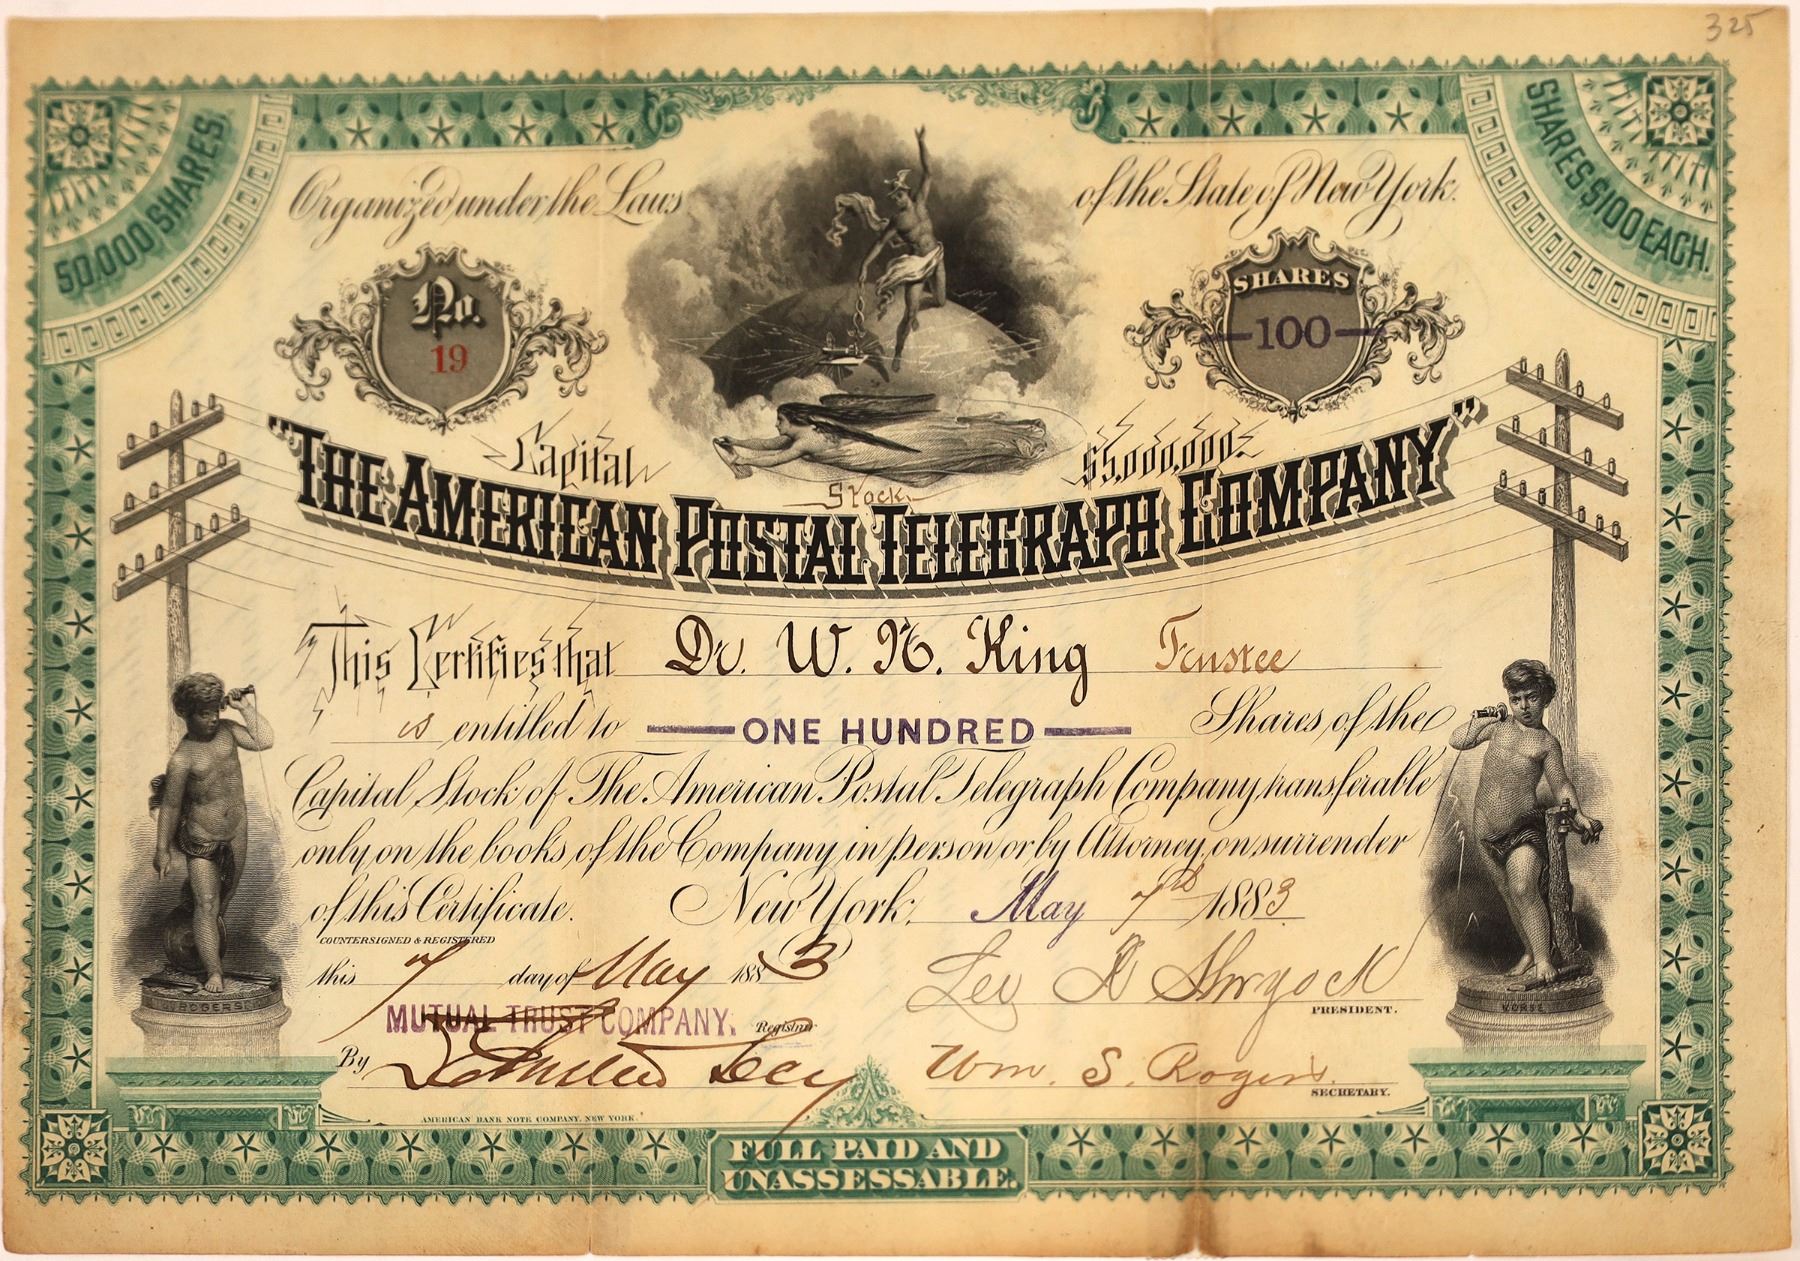 325
50,000 SHARES.
SHARES $100 EACH.
Organized under the Laws of the State of New York.
No.
19
SHARES
100
Capital Stock $5,000,000.
"THE AMERICAN POSTAL TELEGRAPH COMPANY"
This Certifies that Dr. W. H. King Trustee
is entitled to ONE HUNDRED Shares of the
Capital Stock of The American Postal Telegraph Company, transferable
only on the books of the Company in person or by Attorney on surrender
of this Certificate. New York, May 7th 1883
COUNTERSIGNED & REGISTERED
this 7 day of May 1883
MUTUAL TRUST COMPANY. Registrar
PRESIDENT.
By
Wm. S. Rogers.
SECRETARY.
ROGERS
MORSE
AMERICAN BANK NOTE COMPANY, NEW YORK.
FULL PAID AND
UNASSESSABLE.